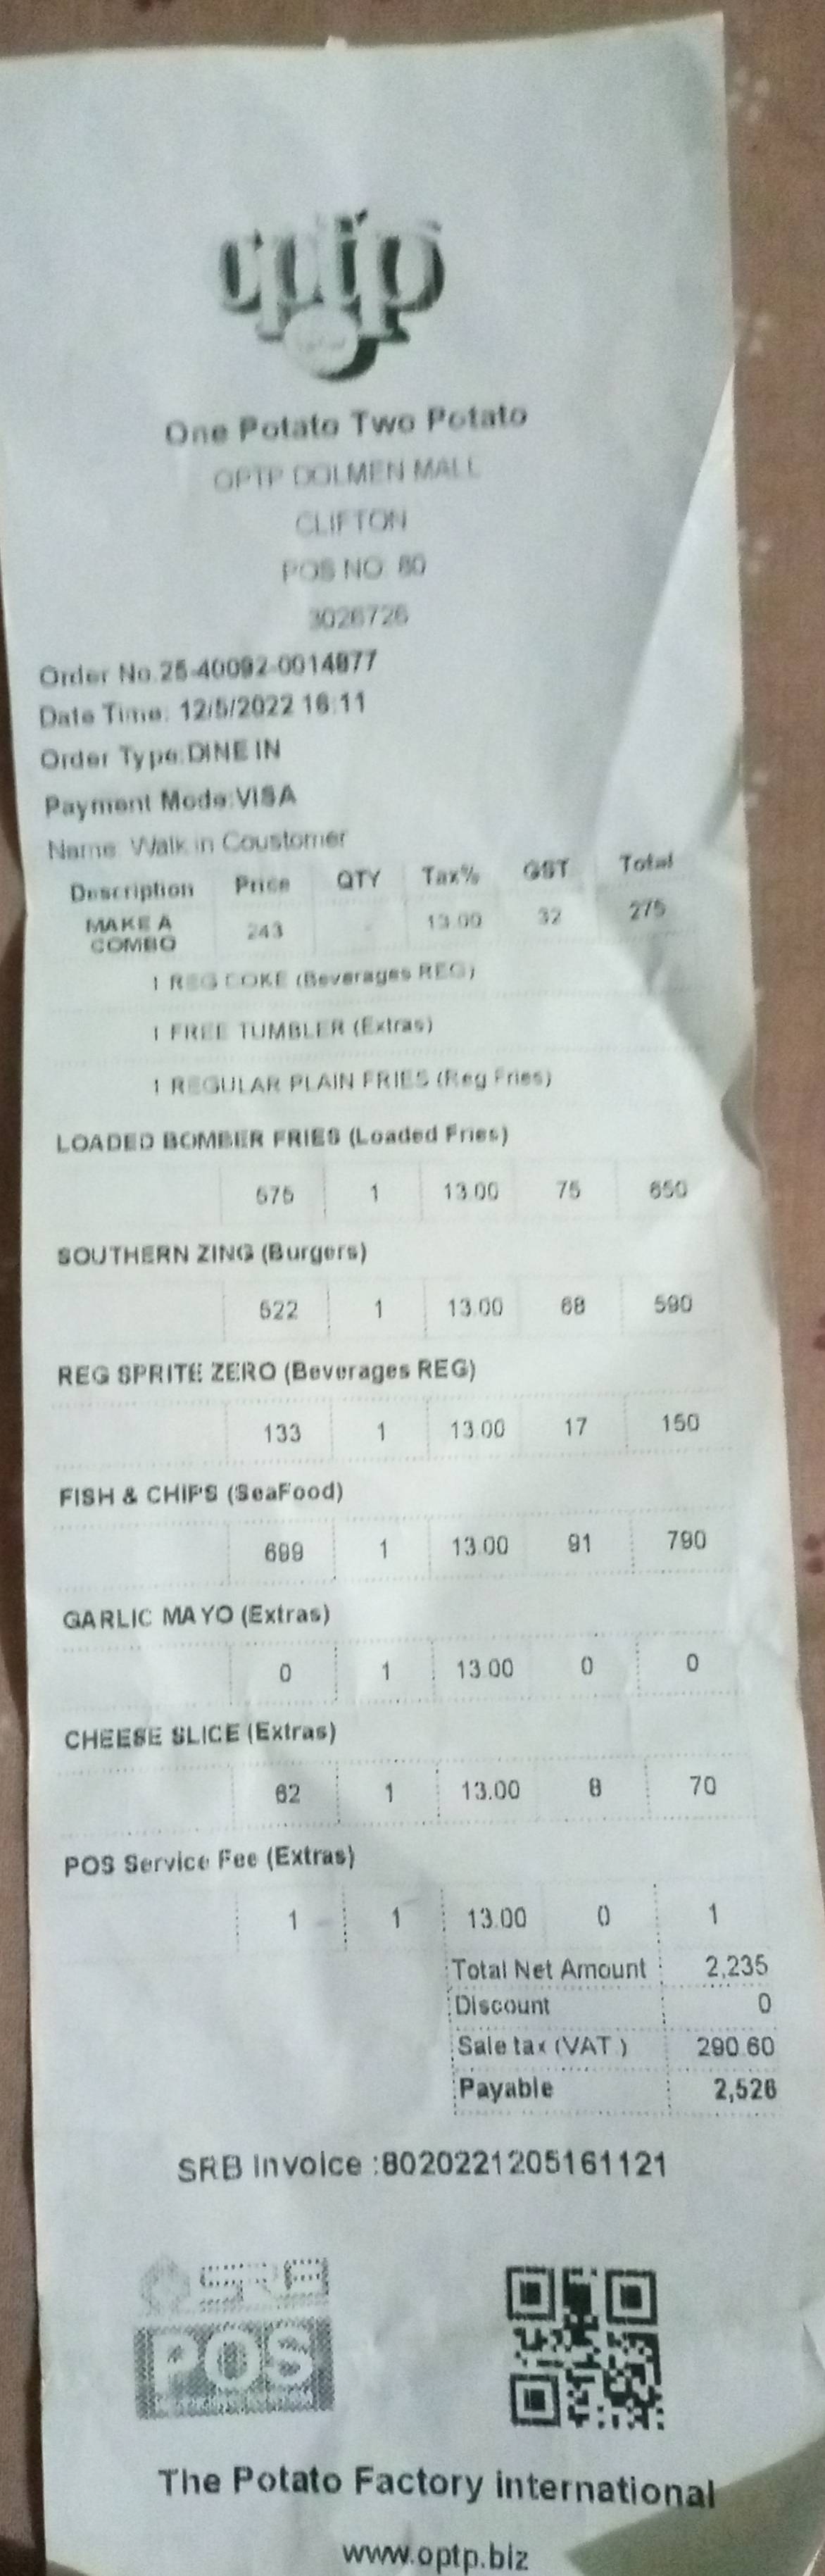 optp
One Potato Two Potato
OPTP DOLMEN MALL
CLIFTON
POS NO. 80
3026726
Order No.25-40092-0014877
Date Time: 12/5/2022 16:11
Order Type:DINE IN
Payment Mode:VISA
Name: Walk in Coustomer
Description Price QTY Tax% GST Total
MAKE A COMBO 243 13.00 32 275
1 REG COKE (Beverages REG)
1 FREE TUMBLER (Extras)
1 REGULAR PLAIN FRIES (Reg Fries)
LOADED BOMBER FRIES (Loaded Fries)
575 1 13.00 75 650
SOUTHERN ZING (Burgers)
522 1 13.00 68 590
REG SPRITE ZERO (Beverages REG)
133 1 13.00 17 150
FISH & CHIPS (SeaFood)
699 1 13.00 91 790
GARLIC MAYO (Extras)
0 1 13.00 0 0
CHEESE SLICE (Extras)
62 1 13.00 8 70
POS Service Fee (Extras)
1 1 13.00 0 1
Total Net Amount 2,235
Discount 0
Sale tax (VAT ) 290.60
Payable 2,526
SRB Invoice :8020221205161121
SRB
POS
The Potato Factory international
www.optp.biz